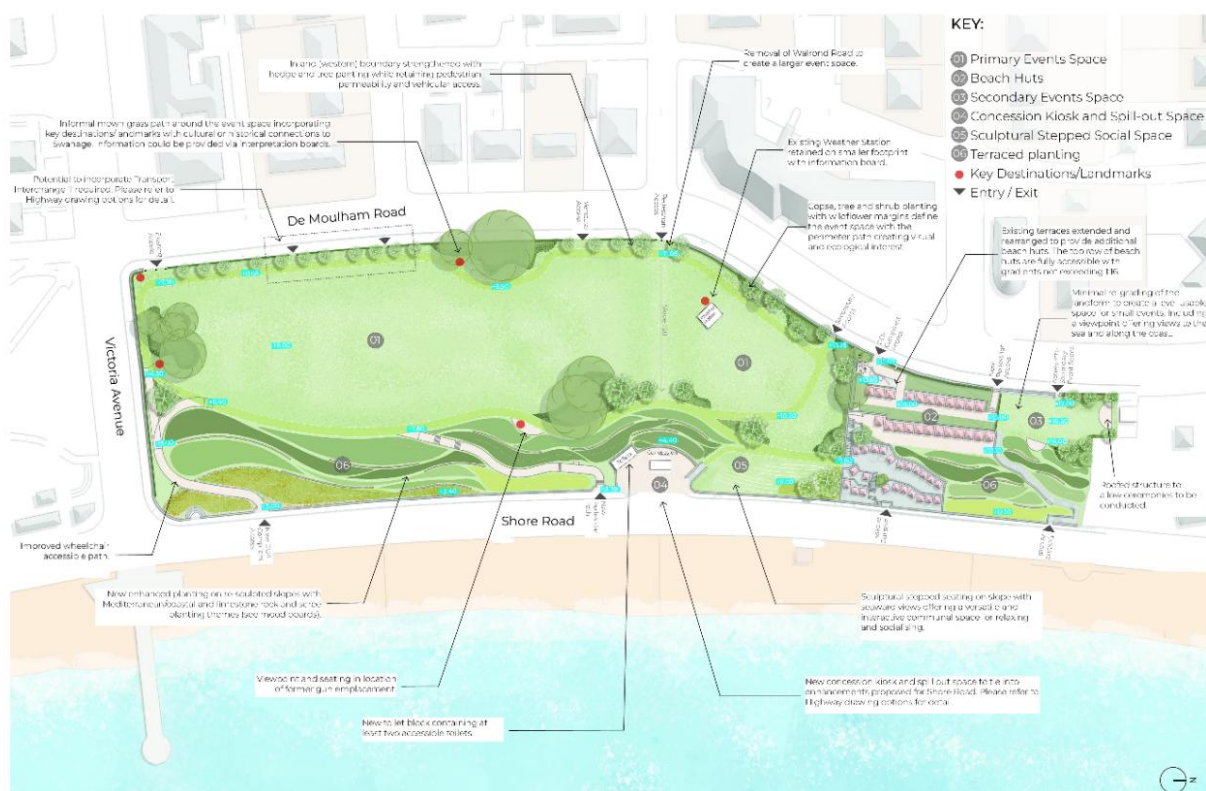 KEY:
01 Primary Events Space
02 Beach Huts
03 Secondary Events Space
04 Concession Kiosk and Spill-out Space
05 Sculptural Stepped Social Space
06 Terraced planting
Key Destinations/Landmarks
Entry / Exit
Removal of Walrond Road to
create a larger event space.
Inland (western) boundary strengthened with
hedge and tree planting while retaining pedestrian
permeability and vehicular access.
Informal mown grass path around the event space incorporating
key destinations/landmarks with cultural or historical connections to
Swanage. Information could be provided via interpretation boards.
Existing Weather Station
retained on smaller footprint
with information board.
Potential to incorporate Transport
Interchange if required. Please refer to
Highway drawing options for detail.
Copse, tree and shrub planting
with wildflower margins define
the event space with the
perimeter path creating visual
and ecological interest.
Existing terraces extended and
rearranged to provide additional
beach huts. The top row of beach
huts are fully accessible with
gradients not exceeding 1:16.
Minimal re-grading of the
landform to create a level usable
space for small events. Including
a viewpoint offering views to the
sea and along the coast.
De Moulham Road
Victoria Avenue
01
01
02
03
06
05
04
06
Shore Road
Roofed structure to
allow ceremonies to be
conducted.
Improved wheelchair
accessible path.
New enhanced planting on re-sculpted slopes with
Mediterranean/coastal and limestone rock and scree
planting themes (see mood boards).
Sculptural stepped seating on slope with
seaward views offering a versatile and
interactive communal space for relaxing
and socialising.
Viewpoint and seating in location
of former gun emplacement.
New concession kiosk and spill out space to tie into
enhancements proposed for Shore Road. Please refer to
Highway drawing options for detail.
New toilet block containing at
least two accessible toilets.
N